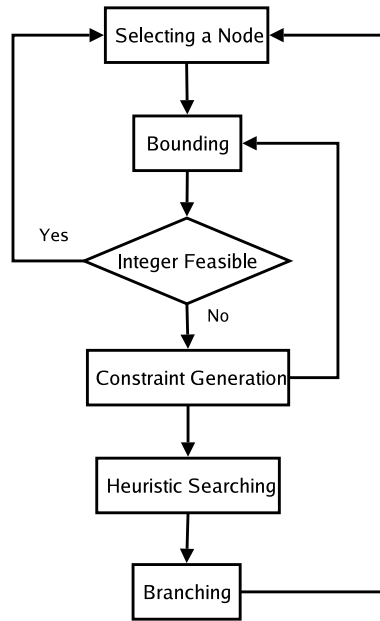 Selecting a Node
Bounding
Yes
Integer Feasible
No
Constraint Generation
Heuristic Searching
Branching